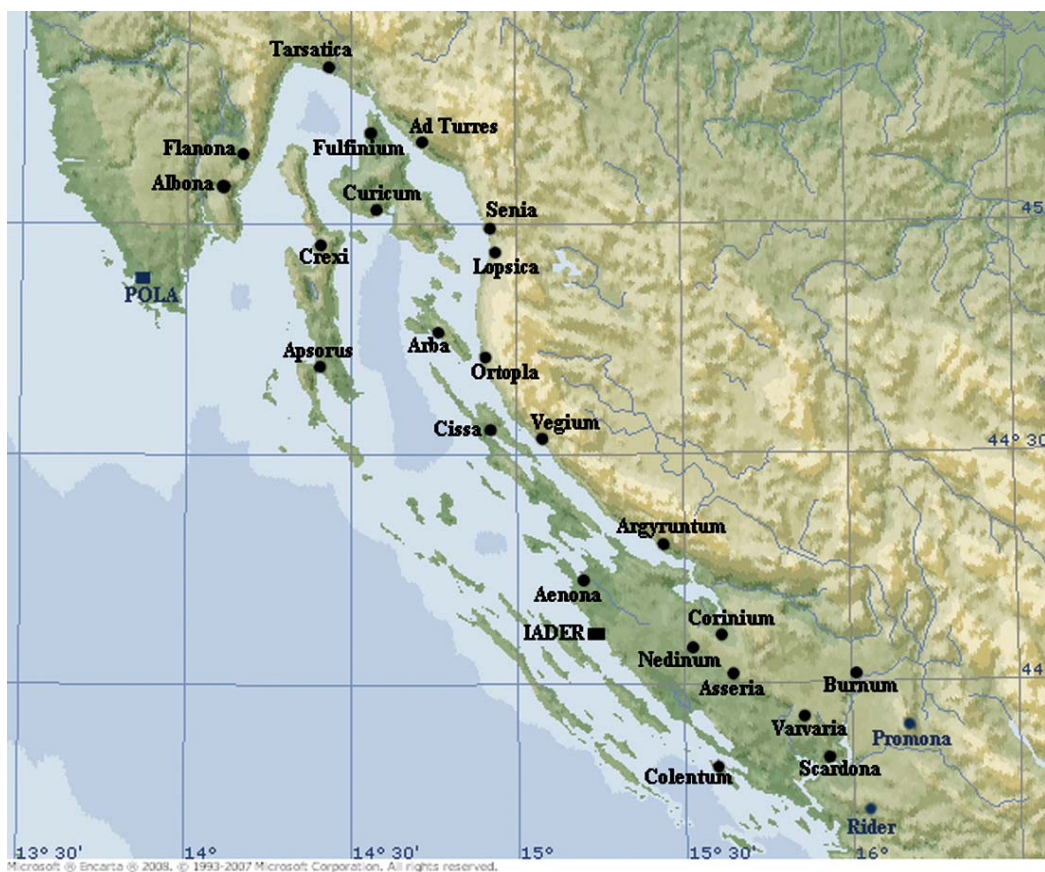 Tarsatica
Ad Turres
Fulfinium
Flanona
Albona
Curicum
Senia
45
Crexi
Lopsica
POLA
Arba
Apsorus
Ortopla
Cissa
Vegium
44° 30
Argyruntum
Aenona
Corinium
IADER
Nedinum
44
Asseria
Burnum
Varvaria
Promona
Scardona
Colentum
Rider
13° 30'
14°
14° 30'
15°
15° 30'
16°
Microsoft ® Encarta ® 2008. © 1993-2007 Microsoft Corporation. All rights reserved.